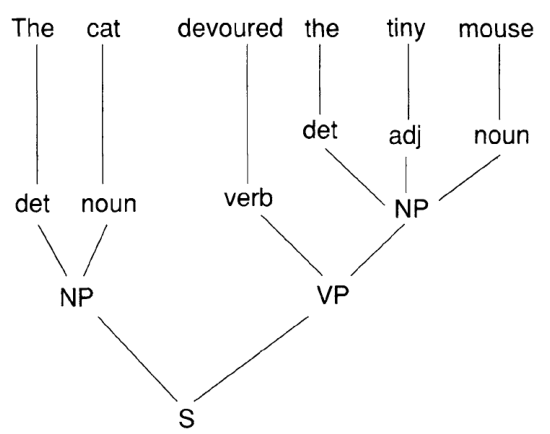 The cat devoured the tiny mouse
det adj noun
det noun verb NP
NP VP
S